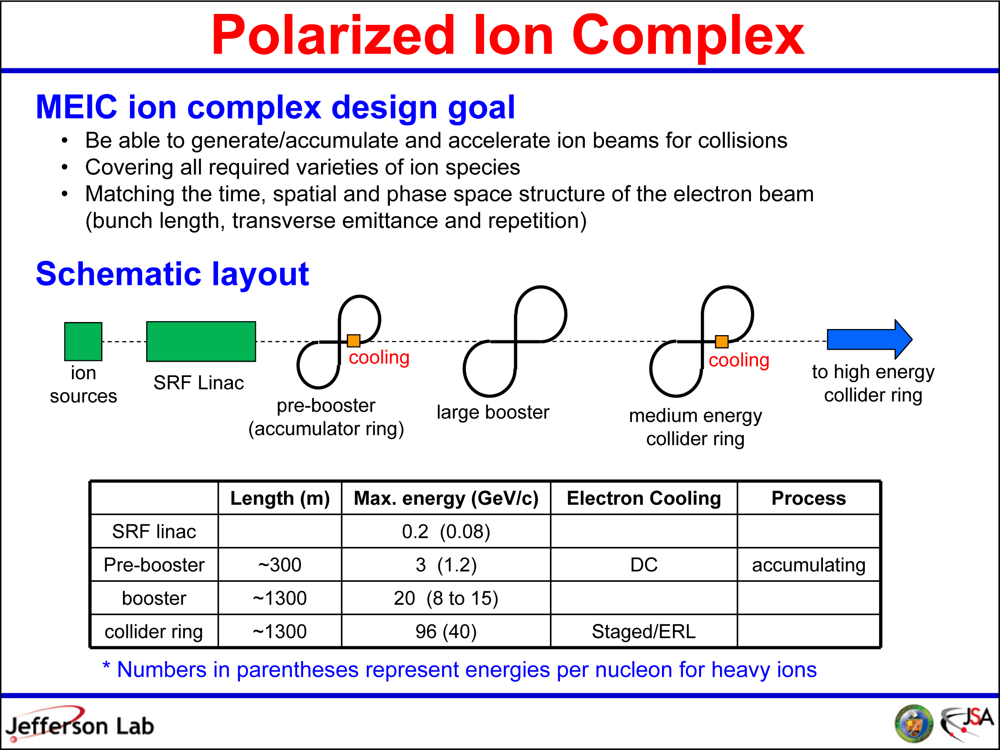 Polarized Ion Complex
MEIC ion complex design goal
• Be able to generate/accumulate and accelerate ion beams for collisions
• Covering all required varieties of ion species
• Matching the time, spatial and phase space structure of the electron beam
(bunch length, transverse emittance and repetition)
Schematic layout
ion
sources
SRF Linac
cooling
pre-booster
(accumulator ring)
large booster
cooling
medium energy
collider ring
to high energy
collider ring
Length (m) Max. energy (GeV/c) Electron Cooling Process
SRF linac 0.2 (0.08)
Pre-booster ~300 3 (1.2) DC accumulating
booster ~1300 20 (8 to 15)
collider ring ~1300 96 (40) Staged/ERL
* Numbers in parentheses represent energies per nucleon for heavy ions
Jefferson Lab
JSA